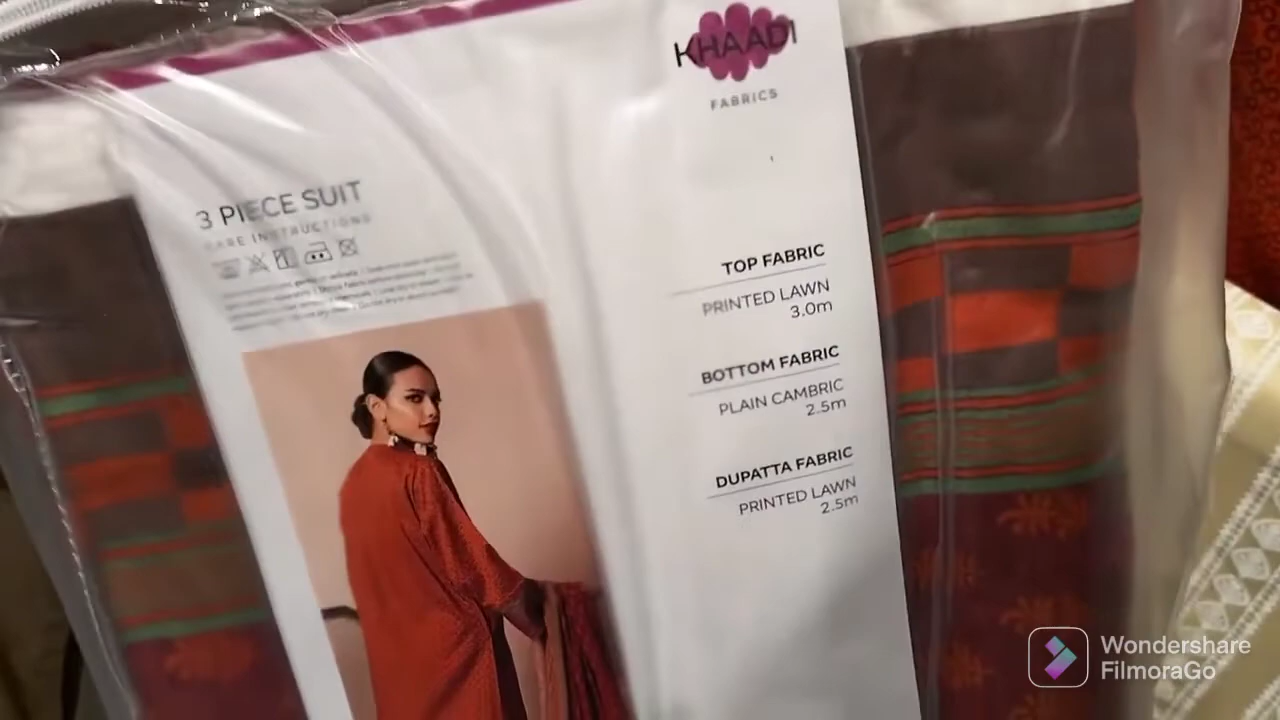 KHAADI
FABRICS
3 PIECE SUIT
CARE INSTRUCTIONS
TOP FABRIC
PRINTED LAWN
3.0m
BOTTOM FABRIC
PLAIN CAMBRIC
2.5m
DUPATTA FABRIC
PRINTED LAWN
2.5m
Wondershare
FilmoraGo